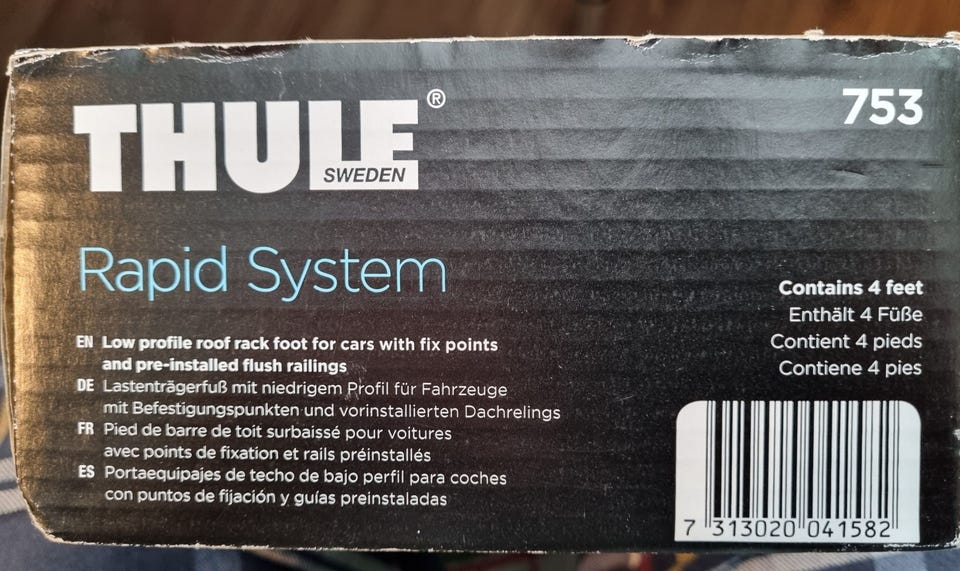 THULE®
SWEDEN
753
Rapid System
EN Low profile roof rack foot for cars with fix points
and pre-installed flush railings
DE Lastenträgerfuß mit niedrigem Profil für Fahrzeuge
mit Befestigungspunkten und vorinstallierten Dachrelings
FR Pied de barre de toit surbaissé pour voitures
avec points de fixation et rails préinstallés
ES Portaequipajes de techo de bajo perfil para coches
con puntos de fijación y guías preinstaladas
Contains 4 feet
Enthält 4 Füße
Contient 4 pieds
Contiene 4 pies
7 313020 041582